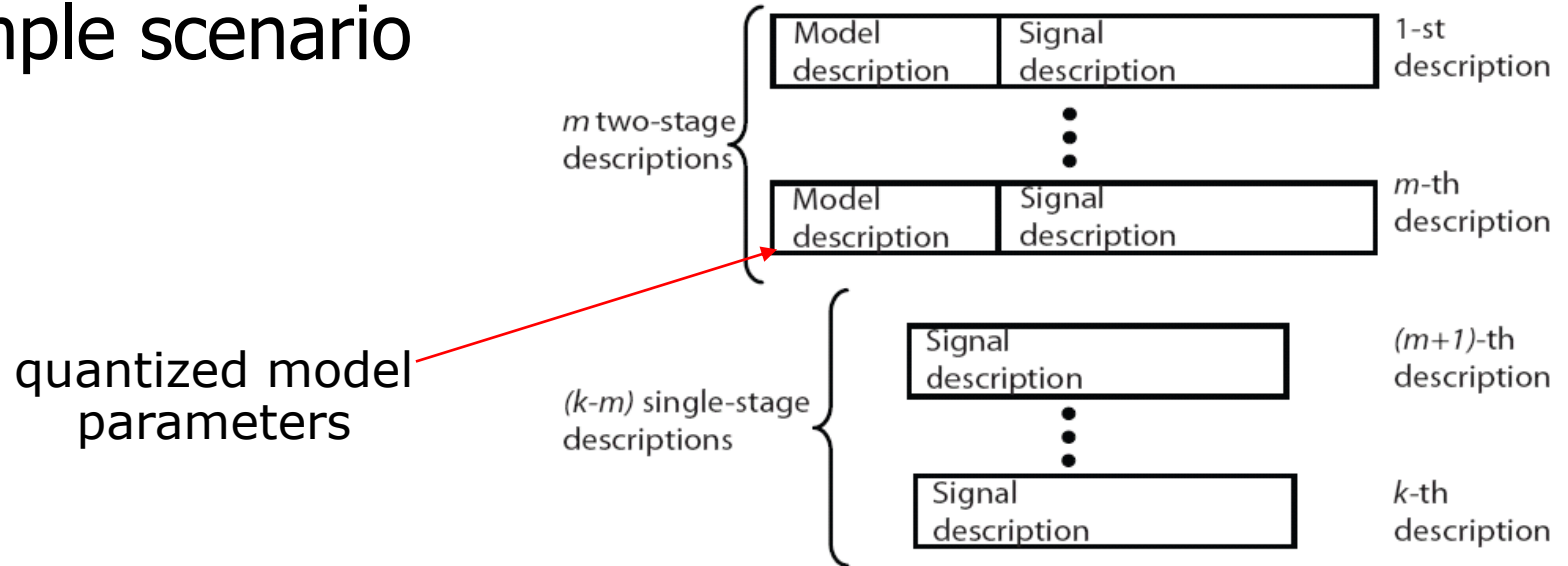 mple scenario
Model description
Signal description
1-st description
m two-stage descriptions
Model description
Signal description
m-th description
quantized model parameters
(k-m) single-stage descriptions
Signal description
(m+1)-th description
Signal description
k-th description